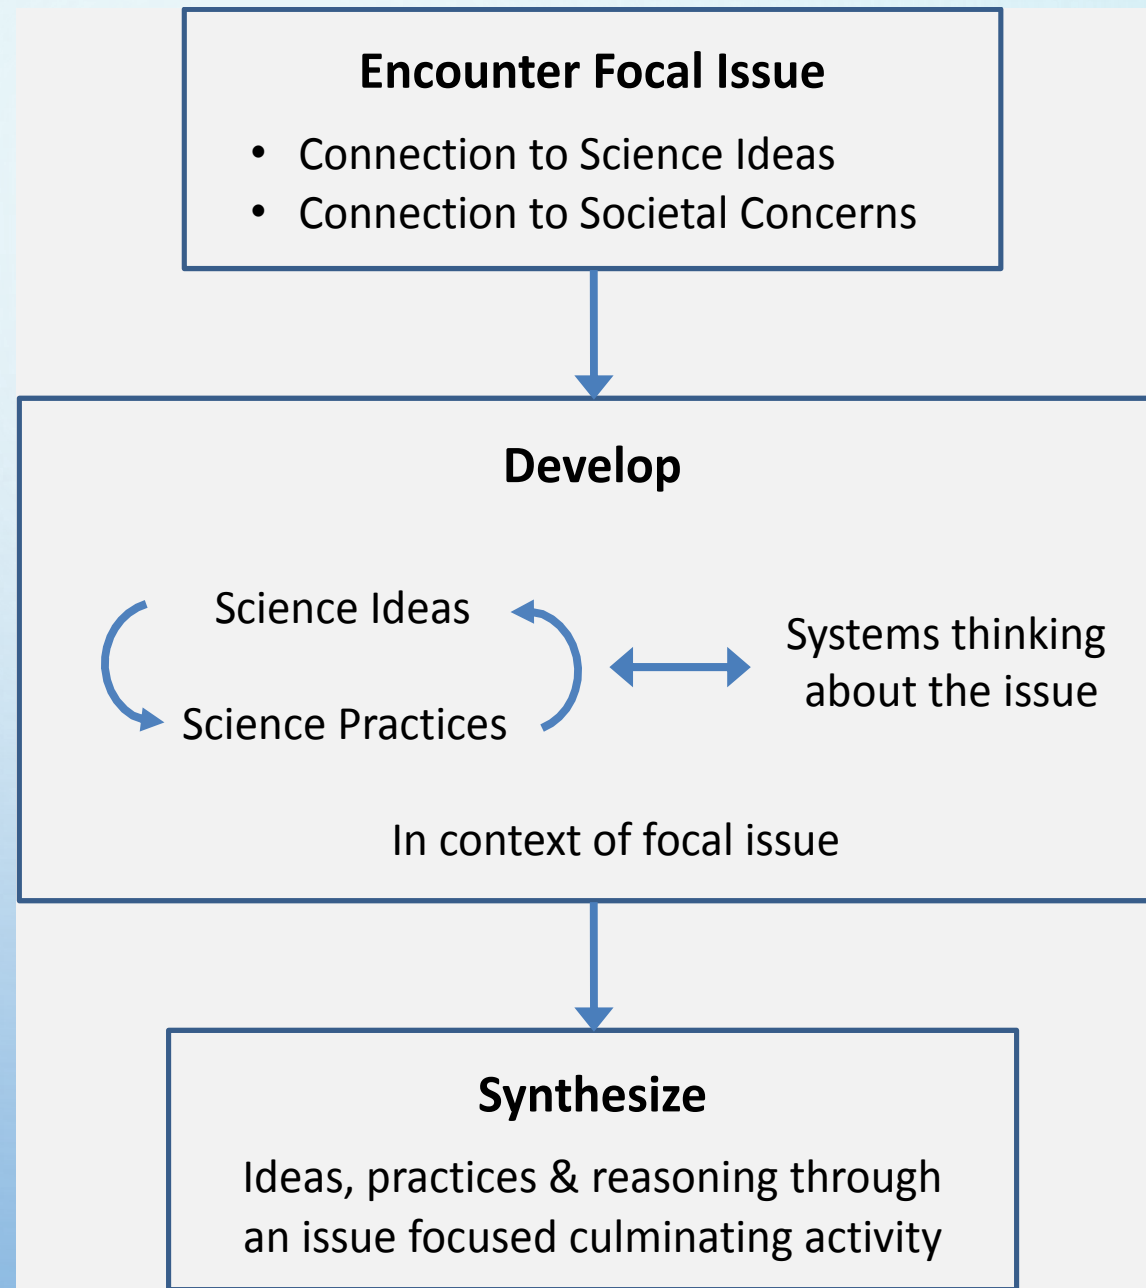 Encounter Focal Issue
• Connection to Science Ideas
• Connection to Societal Concerns
Develop
Science Ideas
Science Practices
Systems thinking
about the issue
In context of focal issue
Synthesize
Ideas, practices & reasoning through
an issue focused culminating activity